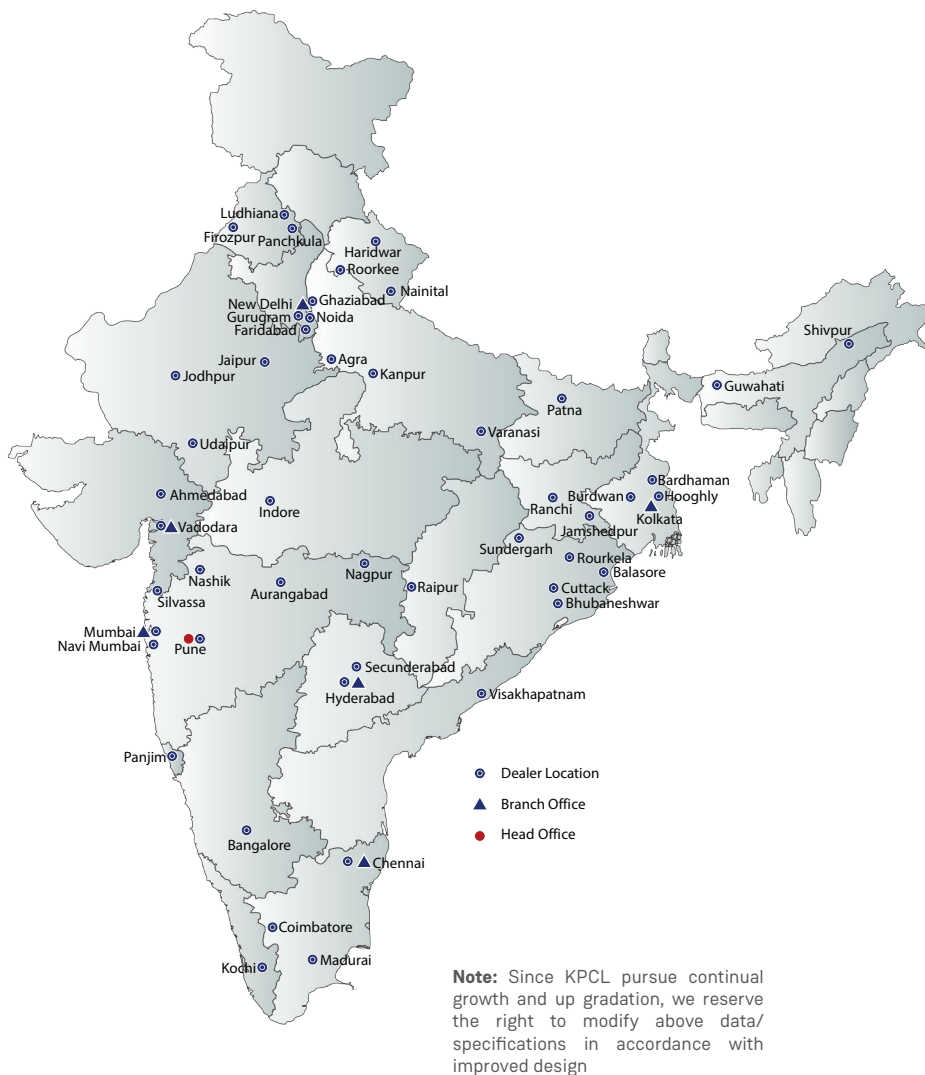 Ludhiana
Firozpur
Panchkula
Haridwar
Roorkee
Nainital
New Delhi
Ghaziabad
Gurugram
Noida
Faridabad
Shivpur
Jaipur
Agra
Jodhpur
Kanpur
Guwahati
Patna
Udaipur
Varanasi
Ahmedabad
Indore
Bardhaman
Burdwan
Hooghly
Ranchi
Kolkata
Vadodara
Jamshedpur
Sundergarh
Rourkela
Nashik
Nagpur
Balasore
Aurangabad
Raipur
Cuttack
Silvassa
Bhubaneshwar
Mumbai
Navi Mumbai
Pune
Secunderabad
Hyderabad
Visakhapatnam
Panjim
Dealer Location
Branch Office
Head Office
Bangalore
Chennai
Coimbatore
Madurai
Kochi
Note: Since KPCL pursue continual
growth and up gradation, we reserve
the right to modify above data/
specifications in accordance with
improved design